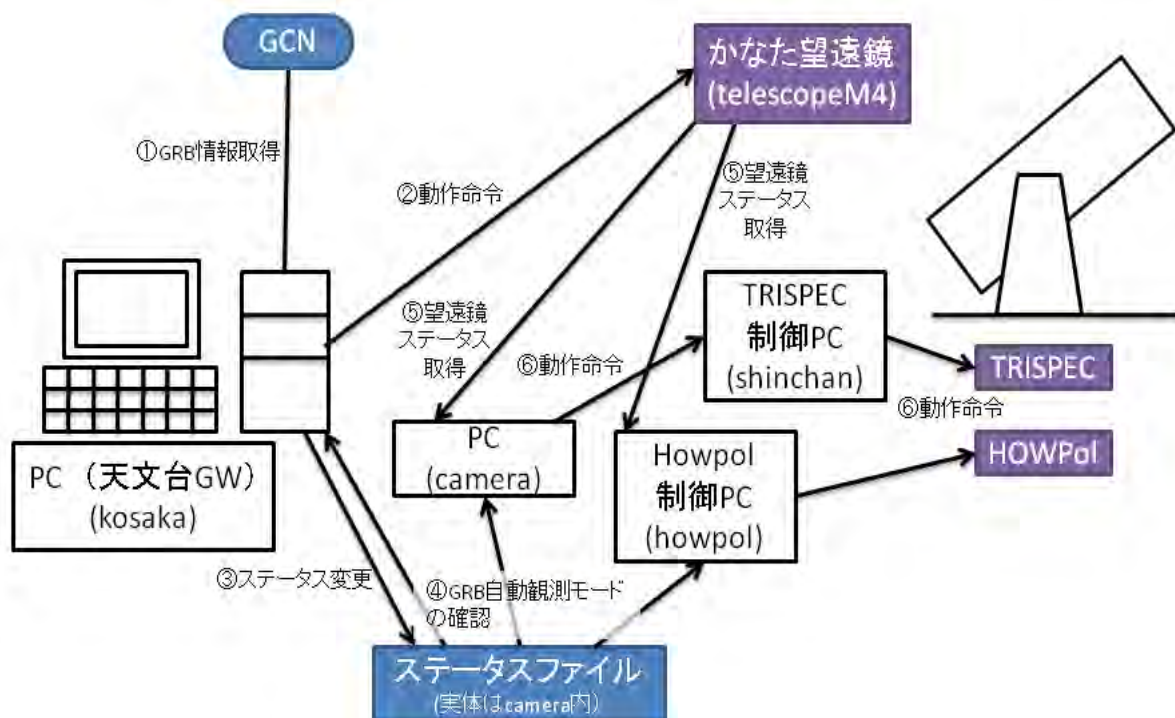 GCN
かなた望遠鏡
(telescopeM4)
①GRB情報取得
②動作命令
⑤望遠鏡
ステータス
取得
⑤望遠鏡
ステータス
取得
TRISPEC
制御PC
(shinchan)
⑥動作命令
TRISPEC
⑥動作命令
PC
(camera)
Howpol
制御PC
(howpol)
HOWPol
PC (天文台GW)
(kosaka)
③ステータス変更
④GRB自動観測モード
の確認
ステータスファイル
(実体はcamera内)